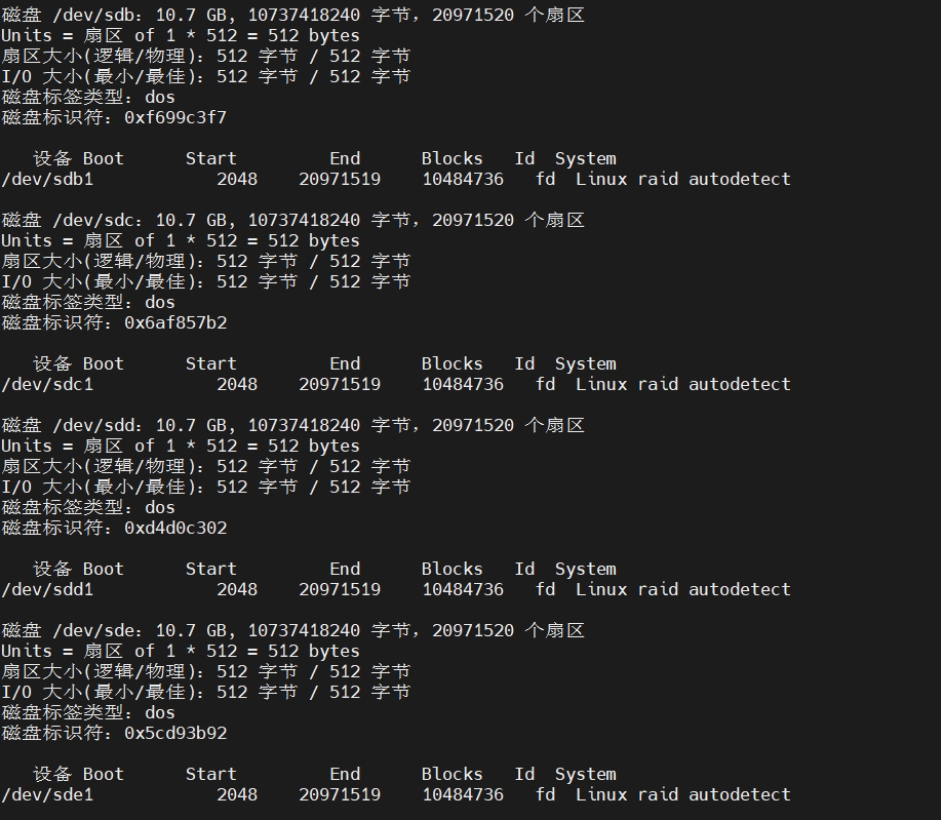 磁盘 /dev/sdb：10.7 GB, 10737418240 字节，20971520 个扇区
Units = 扇区 of 1 * 512 = 512 bytes
扇区大小(逻辑/物理)：512 字节 / 512 字节
I/O 大小(最小/最佳)：512 字节 / 512 字节
磁盘标签类型：dos
磁盘标识符：0xf699c3f7
设备 Boot      Start         End      Blocks   Id  System
/dev/sdb1            2048    20971519    10484736   fd  Linux raid autodetect
磁盘 /dev/sdc：10.7 GB, 10737418240 字节，20971520 个扇区
Units = 扇区 of 1 * 512 = 512 bytes
扇区大小(逻辑/物理)：512 字节 / 512 字节
I/O 大小(最小/最佳)：512 字节 / 512 字节
磁盘标签类型：dos
磁盘标识符：0x6af857b2
设备 Boot      Start         End      Blocks   Id  System
/dev/sdc1            2048    20971519    10484736   fd  Linux raid autodetect
磁盘 /dev/sdd：10.7 GB, 10737418240 字节，20971520 个扇区
Units = 扇区 of 1 * 512 = 512 bytes
扇区大小(逻辑/物理)：512 字节 / 512 字节
I/O 大小(最小/最佳)：512 字节 / 512 字节
磁盘标签类型：dos
磁盘标识符：0xd4d0c302
设备 Boot      Start         End      Blocks   Id  System
/dev/sdd1            2048    20971519    10484736   fd  Linux raid autodetect
磁盘 /dev/sde：10.7 GB, 10737418240 字节，20971520 个扇区
Units = 扇区 of 1 * 512 = 512 bytes
扇区大小(逻辑/物理)：512 字节 / 512 字节
I/O 大小(最小/最佳)：512 字节 / 512 字节
磁盘标签类型：dos
磁盘标识符：0x5cd93b92
设备 Boot      Start         End      Blocks   Id  System
/dev/sde1            2048    20971519    10484736   fd  Linux raid autodetect